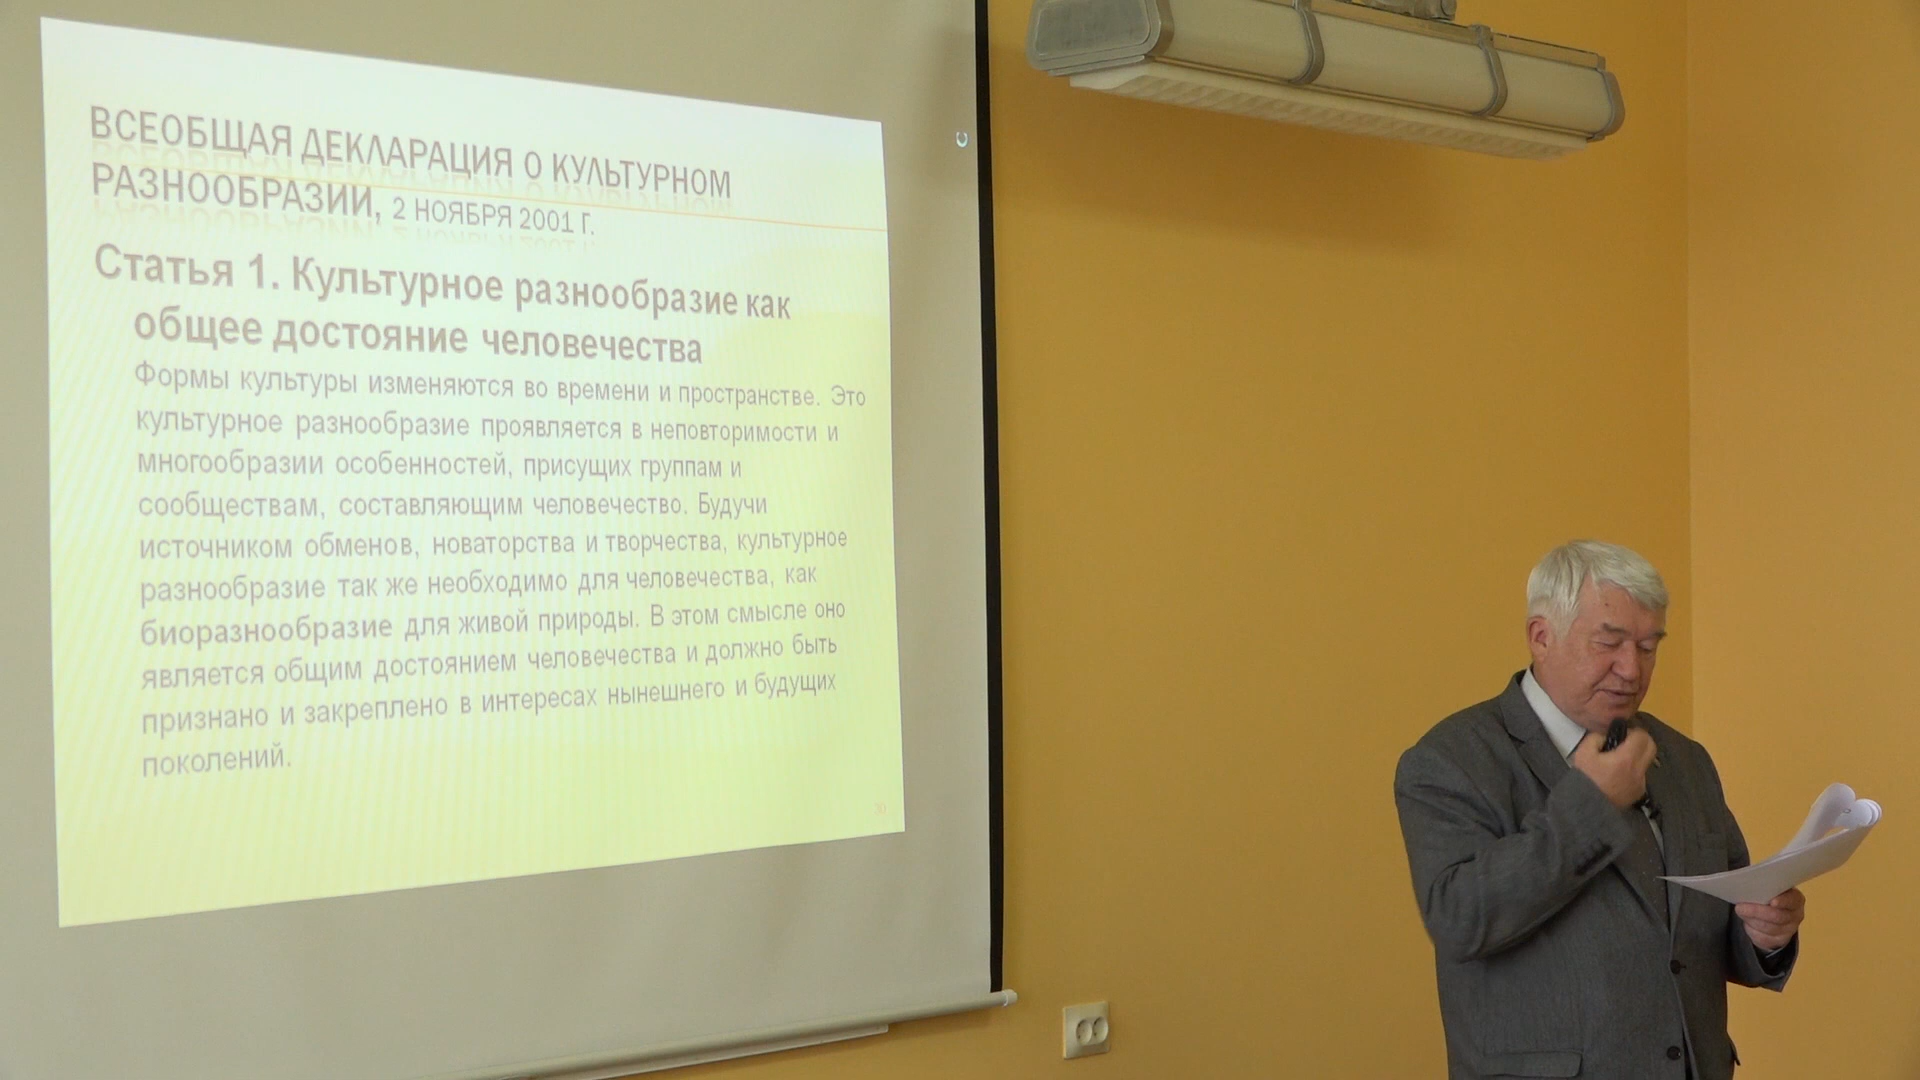 ВСЕОБЩАЯ ДЕКЛАРАЦИЯ О КУЛЬТУРНОМ
РАЗНООБРАЗИИ, 2 НОЯБРЯ 2001 Г.
Статья 1. Культурное разнообразие как
общее достояние человечества
Формы культуры изменяются во времени и пространстве. Это
культурное разнообразие проявляется в неповторимости и
многообразии особенностей, присущих группам и
сообществам, составляющим человечество. Будучи
источником обменов, новаторства и творчества, культурное
разнообразие так же необходимо для человечества, как
биоразнообразие для живой природы. В этом смысле оно
является общим достоянием человечества и должно быть
признано и закреплено в интересах нынешнего и будущих
поколений.
30